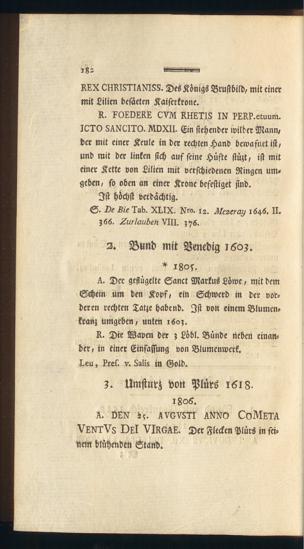 182
REX CHRISTIANISS. Des Königs Brustbild, mit einer
mit Lilien besäeten Kaiserkrone.
R. FOEDERE CVM RHETIS IN PERP.etuum.
ICTO SANCITO. MDXII. Ein stehender wilder Mann,
der mit einer Keule in der rechten Hand bewafnet ist,
und mit der linken sich auf seine Hüfte stüzt, ist mit
einer Kette von Lilien mit verschiedenen Ringen um-
geben, so oben an einer Krone befestiget sind.
Ist höchst verdächtig.
S. De Bie Tab. XLIX. Nro. 12. Mezeray 1646. II.
366. Zurlauben VIII. 376.
2. Bund mit Venedig 1603.
* 1805.
A. Der geflügelte Sanct Markus Löwe, mit dem
Schein um den Kopf, ein Schwerd in der vor-
deren rechten Tatze habend. Ist von einem Blumen-
kranz umgeben, unten 1603.
R. Die Wapen der 3 Löbl. Bünde neben einan-
der, in einer Einfassung von Blumenwerk.
Leu, Pres. v. Salis in Gold.
3. Umsturz von Plürs 1618.
1806.
A. DEN 25. AVGVSTI ANNO CoMeTA
VENTVs DeI VIrGAE. Der Flecken Plürs in sei-
nem blühenden Stand.